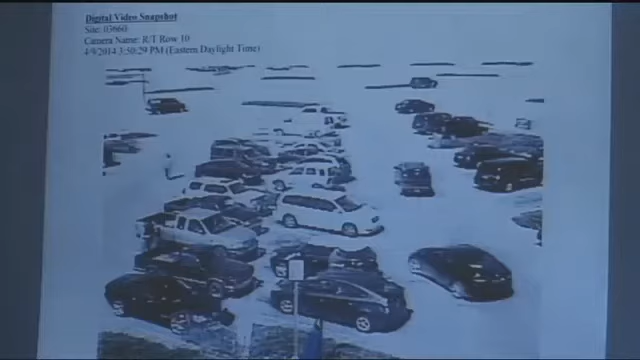 Digital Video Snapshot
Site: 03660
Camera Name: R/T Row 10
4/9/2014 3:50:29 PM (Eastern Daylight Time)